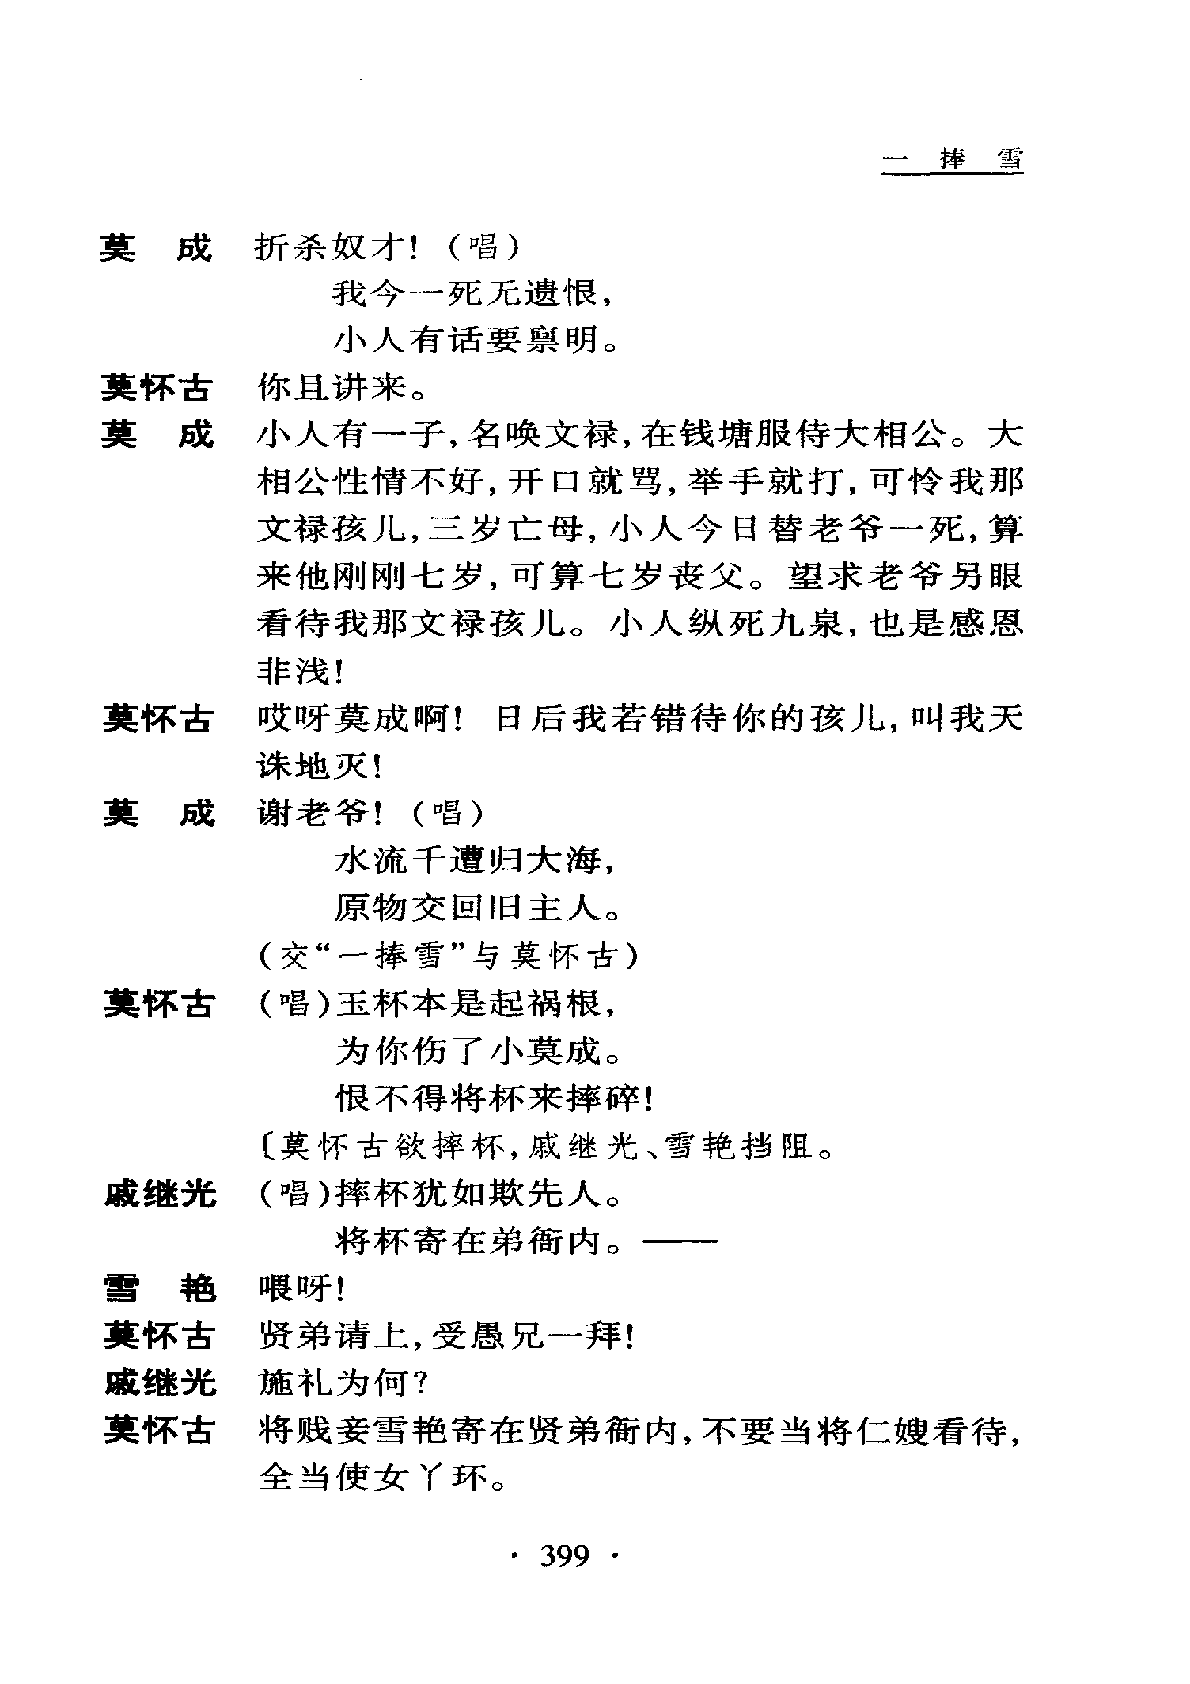 一 捧 雪
莫 成 折杀奴才!(唱)
我今一死无遗恨,
小人有话要禀明。
莫怀古 你且讲来。
莫 成 小人有一子,名唤文禄,在钱塘服侍大相公。大
相公性情不好,开口就骂,举手就打,可怜我那
文禄孩儿,三岁亡母,小人今日替老爷一死,算
来他刚刚七岁,可算七岁丧父。望求老爷另眼
看待我那文禄孩儿。小人纵死九泉,也是感恩
非浅!
莫怀古 哎呀莫成啊! 日后我若错待你的孩儿,叫我天
诛地灭!
莫 成 谢老爷!(唱)
水流千遭归大海,
原物交回旧主人。
(交“一捧雪”与莫怀古)
莫怀古 (唱)玉杯本是起祸根,
为你伤了小莫成。
恨不得将杯来摔碎!
〔莫怀古欲摔杯,戚继光、雪艳挡阻。
戚继光 (唱)摔杯犹如欺先人。
将杯寄在弟衙内。——
雪 艳 喂呀!
莫怀古 贤弟请上,受愚兄一拜!
戚继光 施礼为何?
莫怀古 将贱妾雪艳寄在贤弟衙内,不要当将仁嫂看待,
全当使女丫环。
· 399 ·